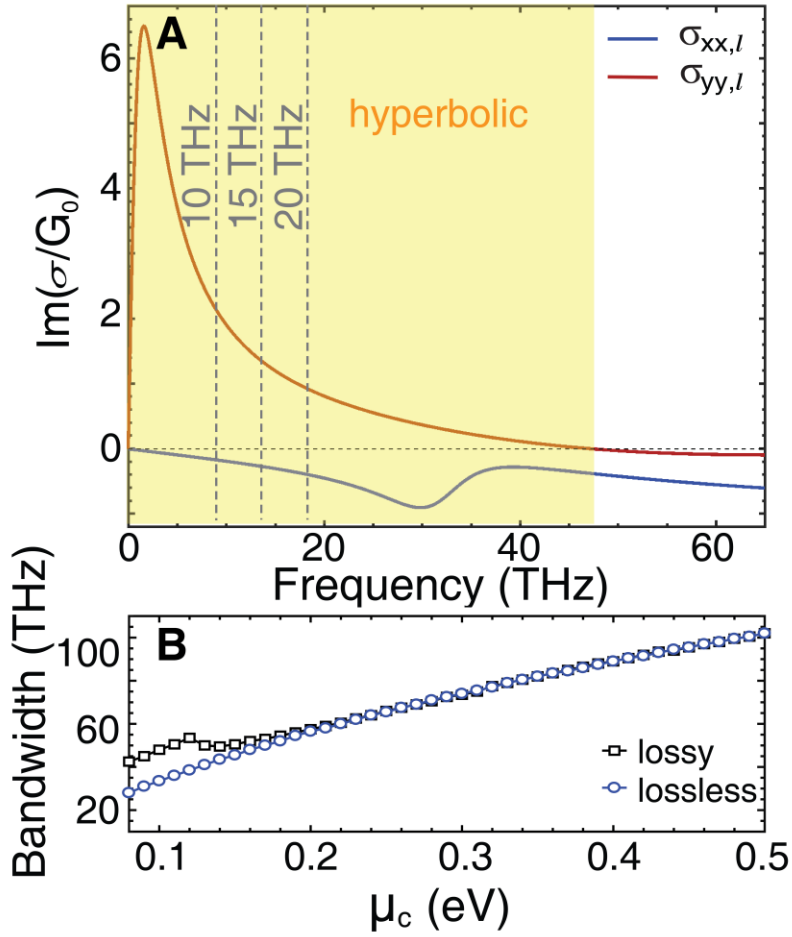 A
σxx,l
σyy,l
hyperbolic
10 THz
15 THz
20 THz
Im(σ/G0)
6
4
2
0
0
20
40
60
Frequency (THz)
B
Bandwidth (THz)
100
60
20
lossy
lossless
0.1
0.2
0.3
0.4
0.5
μc (eV)